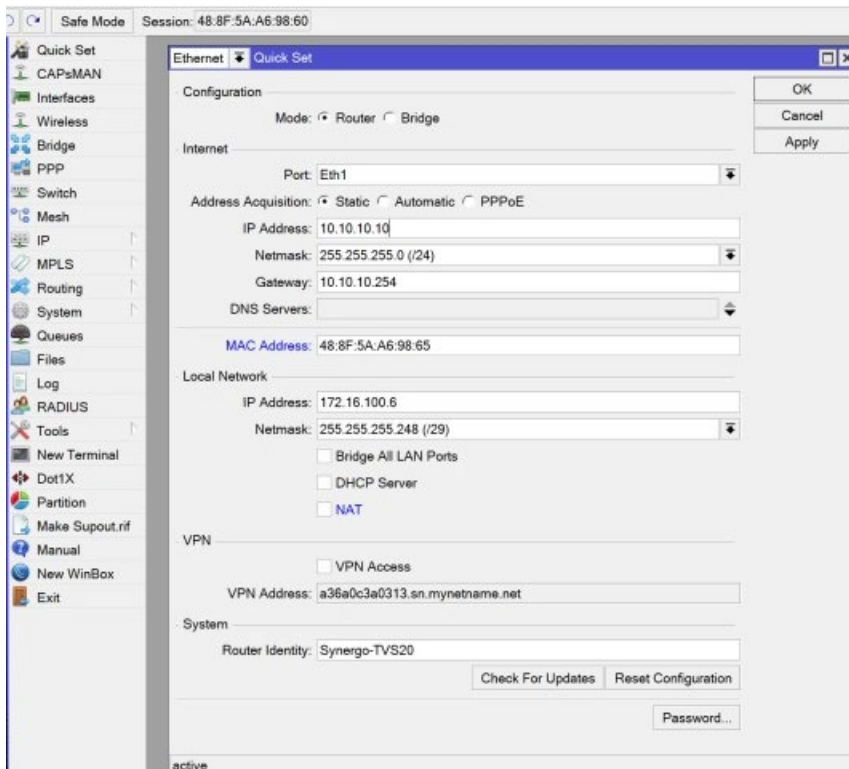 Safe Mode Session: 48:8F:5A:A6:98:60
Quick Set
CAPsMAN
Interfaces
Wireless
Bridge
PPP
Switch
Mesh
IP
MPLS
Routing
System
Queues
Files
Log
RADIUS
Tools
New Terminal
Dot1X
Partition
Make Supout.rif
Manual
New WinBox
Exit
Ethernet Quick Set
OK
Cancel
Apply
Configuration
Mode: Router Bridge
Internet
Port: Eth1
Address Acquisition: Static Automatic PPPoE
IP Address: 10.10.10.10
Netmask: 255.255.255.0 (/24)
Gateway: 10.10.10.254
DNS Servers:
MAC Address: 48:8F:5A:A6:98:65
Local Network
IP Address: 172.16.100.6
Netmask: 255.255.255.248 (/29)
Bridge All LAN Ports
DHCP Server
NAT
VPN
VPN Access
VPN Address: a36a0c3a0313.sn.mynetname.net
System
Router Identity: Synergo-TVS20
Check For Updates Reset Configuration
Password...
active